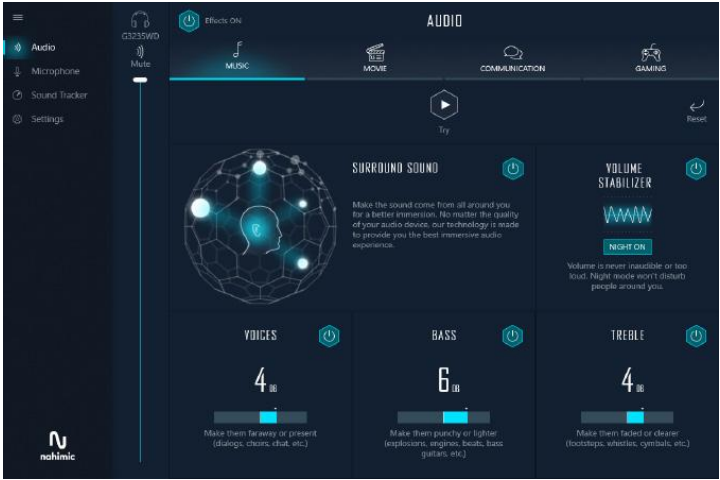 Effects ON
AUDIO
G3235WD
Mute
Audio
Microphone
Sound Tracker
Settings
MUSIC
MOVIE
COMMUNICATION
GAMING
Try
Reset
SURROUND SOUND
Make the sound come from all around you
for a better immersion. No matter the quality
of your audio device, our technology is made
to provide you the best immersive audio
experience.
VOLUME
STABILIZER
NIGHT ON
Volume is never inaudible or too
loud. Night mode won't disturb
people around you.
VOICES
4 DB
Make them faraway or present
(dialogs, choirs, chat, etc.)
BASS
6 DB
Make them punchy or lighter
(explosions, engines, beats, bass
guitars, etc.)
TREBLE
4 DB
Make them faded or clearer
(footsteps, whistles, cymbals, etc.)
nahimic